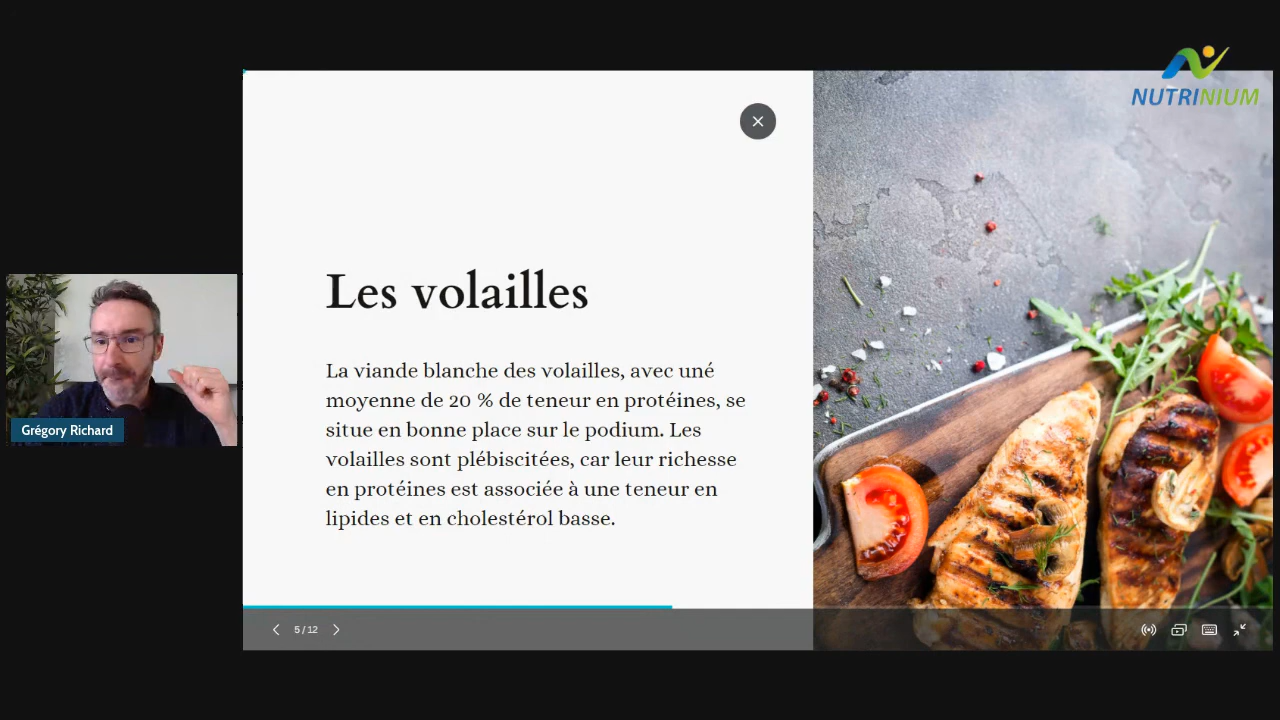 NUTRINIUM
Les volailles
La viande blanche des volailles, avec uné
moyenne de 20 % de teneur en protéines, se
situe en bonne place sur le podium. Les
volailles sont plébiscitées, car leur richesse
en protéines est associée à une teneur en
lipides et en cholestérol basse.
Grégory Richard
5 / 12